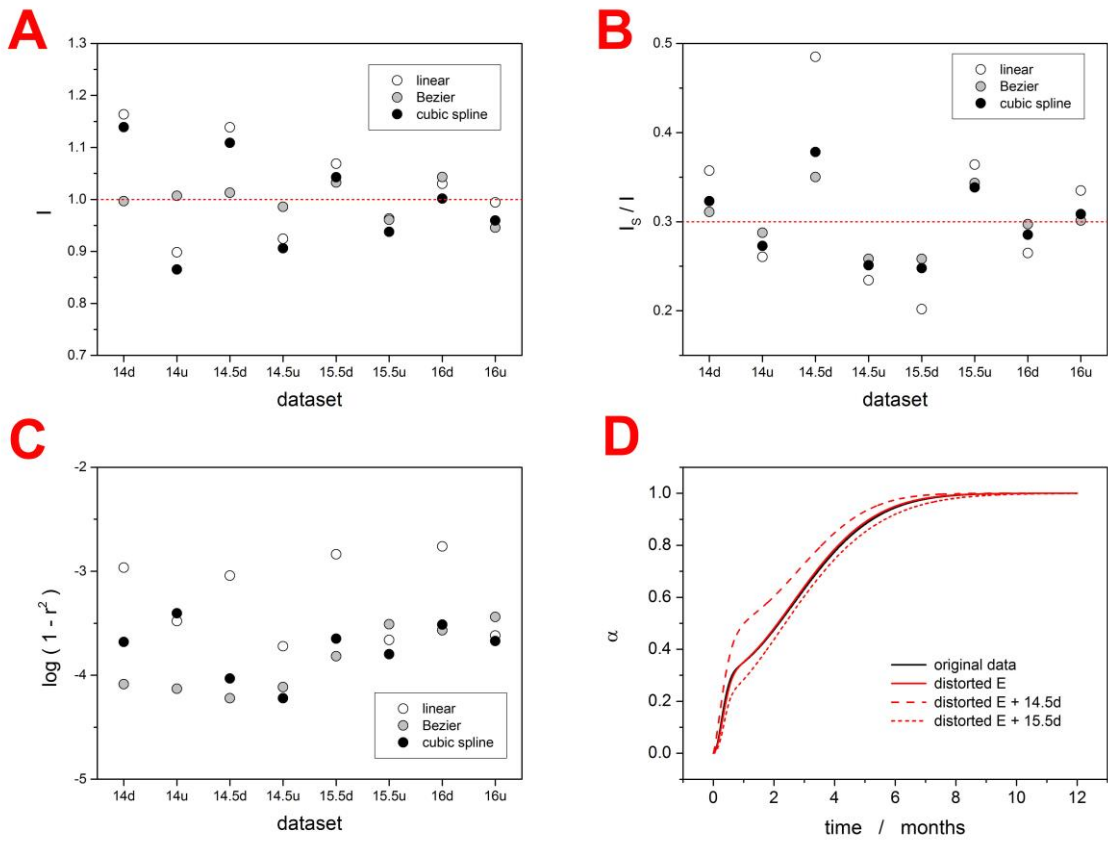 A
1.3
1.2
1.1
1.0
0.9
0.8
0.7
I
linear
Bezier
cubic spline
14d 14u 14.5d 14.5u 15.5d 15.5u 16d 16u
dataset
B
0.5
0.4
0.3
0.2
I_S / I
linear
Bezier
cubic spline
14d 14u 14.5d 14.5u 15.5d 15.5u 16d 16u
dataset
C
-2
-3
-4
-5
log ( 1 - r² )
linear
Bezier
cubic spline
14d 14u 14.5d 14.5u 15.5d 15.5u 16d 16u
dataset
D
1.0
0.8
0.6
0.4
0.2
0.0
α
original data
distorted E
distorted E + 14.5d
distorted E + 15.5d
0 2 4 6 8 10 12
time / months